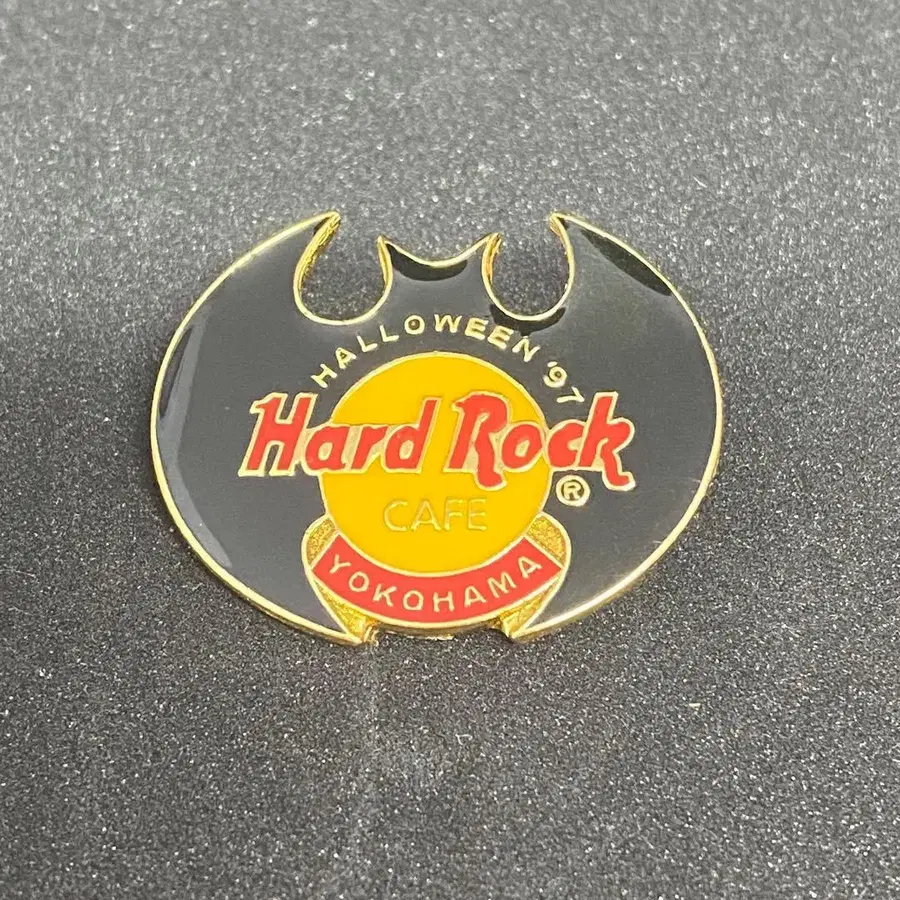 HALLOWEEN '97
Hard Rock
®
CAFE
YOKOHAMA